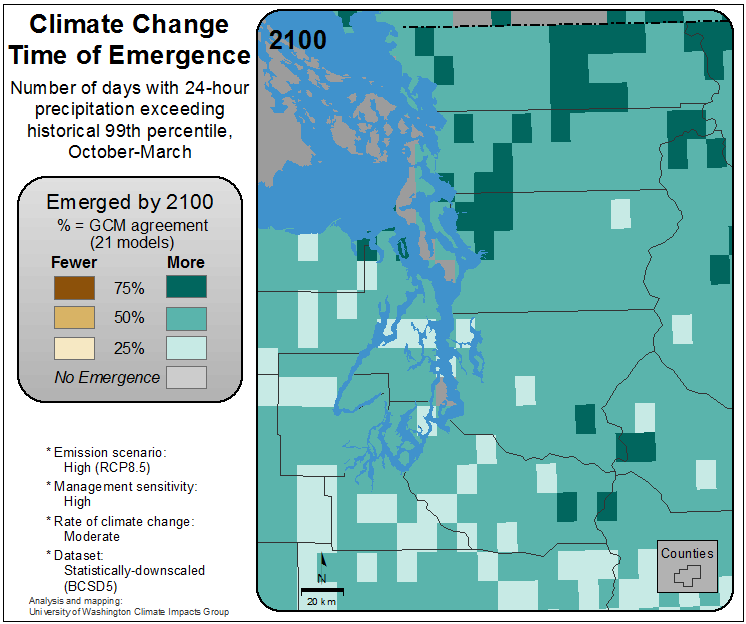 Climate Change
Time of Emergence
Number of days with 24-hour
precipitation exceeding
historical 99th percentile,
October-March
Emerged by 2100
% = GCM agreement
(21 models)
Fewer More
75%
50%
25%
No Emergence
* Emission scenario:
High (RCP8.5)
* Management sensitivity:
High
* Rate of climate change:
Moderate
* Dataset:
Statistically-downscaled
(BCSD5)
Analysis and mapping:
University of Washington Climate Impacts Group
2100
N
20 km
Counties